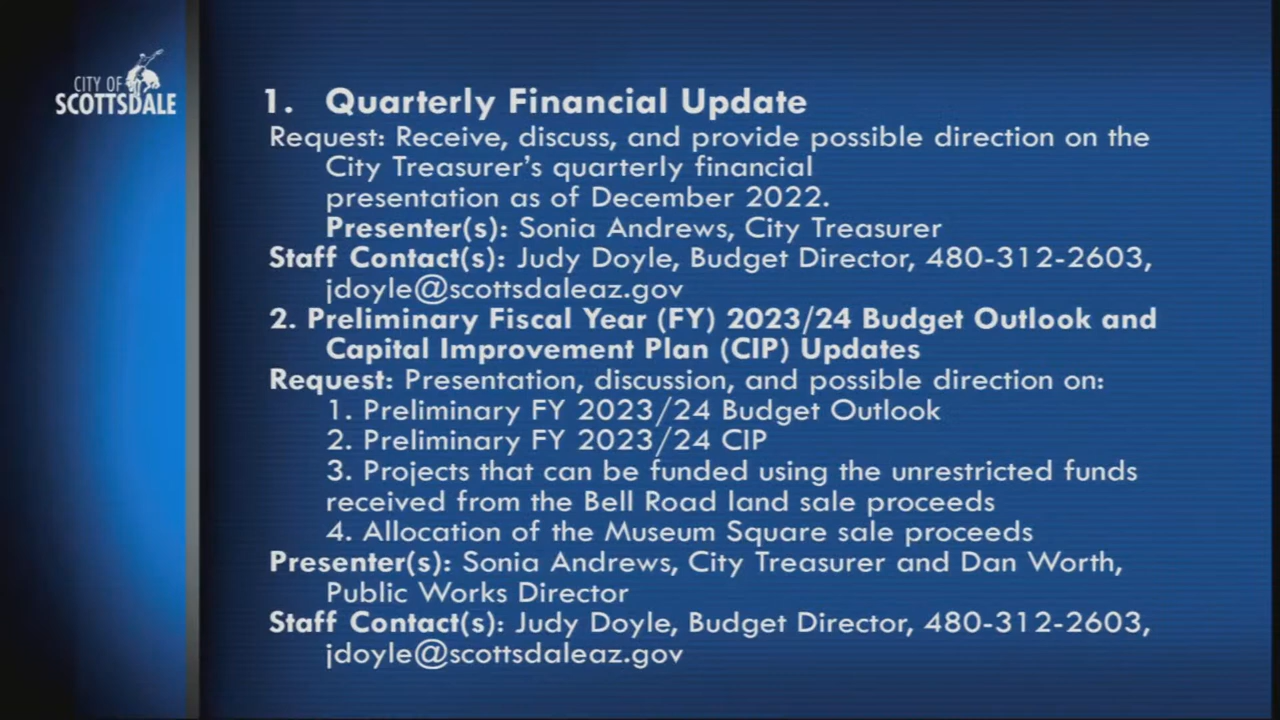 CITY OF
SCOTTSDALE
1. Quarterly Financial Update
Request: Receive, discuss, and provide possible direction on the
City Treasurer's quarterly financial
presentation as of December 2022.
Presenter(s): Sonia Andrews, City Treasurer
Staff Contact(s): Judy Doyle, Budget Director, 480-312-2603,
jdoyle@scottsdaleaz.gov
2. Preliminary Fiscal Year (FY) 2023/24 Budget Outlook and
Capital Improvement Plan (CIP) Updates
Request: Presentation, discussion, and possible direction on:
1. Preliminary FY 2023/24 Budget Outlook
2. Preliminary FY 2023/24 CIP
3. Projects that can be funded using the unrestricted funds
received from the Bell Road land sale proceeds
4. Allocation of the Museum Square sale proceeds
Presenter(s): Sonia Andrews, City Treasurer and Dan Worth,
Public Works Director
Staff Contact(s): Judy Doyle, Budget Director, 480-312-2603,
jdoyle@scottsdaleaz.gov